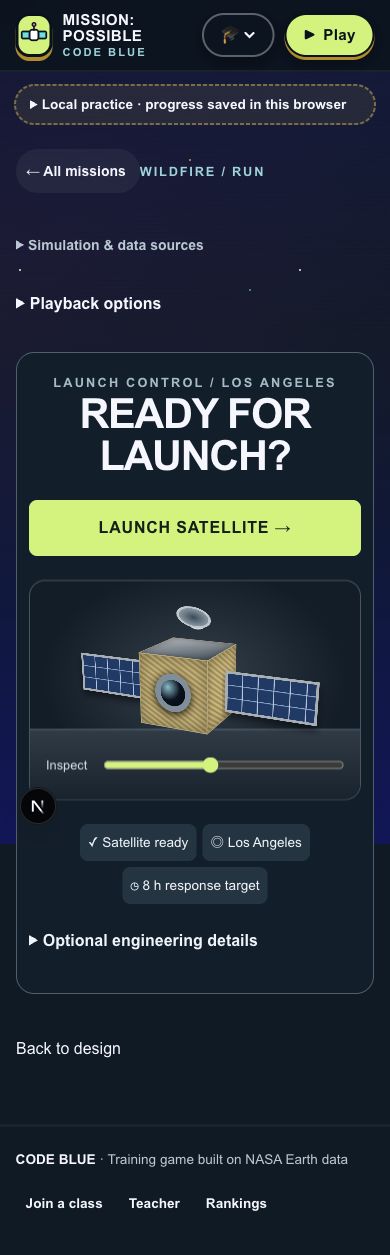 MISSION:
POSSIBLE
CODE BLUE
Play
Local practice · progress saved in this browser
← All missions
WILDFIRE / RUN
Simulation & data sources
Playback options
LAUNCH CONTROL / LOS ANGELES
READY FOR
LAUNCH?
LAUNCH SATELLITE →
Inspect
N
✓ Satellite ready
◎ Los Angeles
◷ 8 h response target
Optional engineering details
Back to design
CODE BLUE · Training game built on NASA Earth data
Join a class
Teacher
Rankings